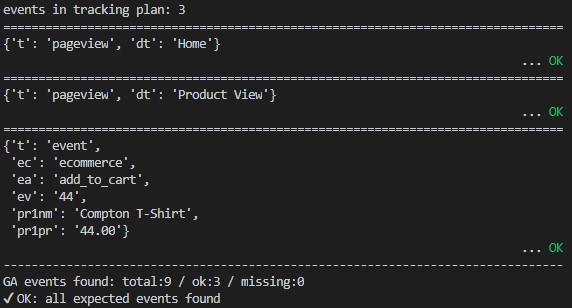 events in tracking plan: 3
================================================================================
{'t': 'pageview', 'dt': 'Home'}
... OK
================================================================================
{'t': 'pageview', 'dt': 'Product View'}
... OK
================================================================================
{'t': 'event',
'ec': 'ecommerce',
'ea': 'add_to_cart',
'ev': '44',
'pr1nm': 'Compton T-Shirt',
'pr1pr': '44.00'}
... OK
--------------------------------------------------------------------------------
GA events found: total:9 / ok:3 / missing:0
✔OK: all expected events found